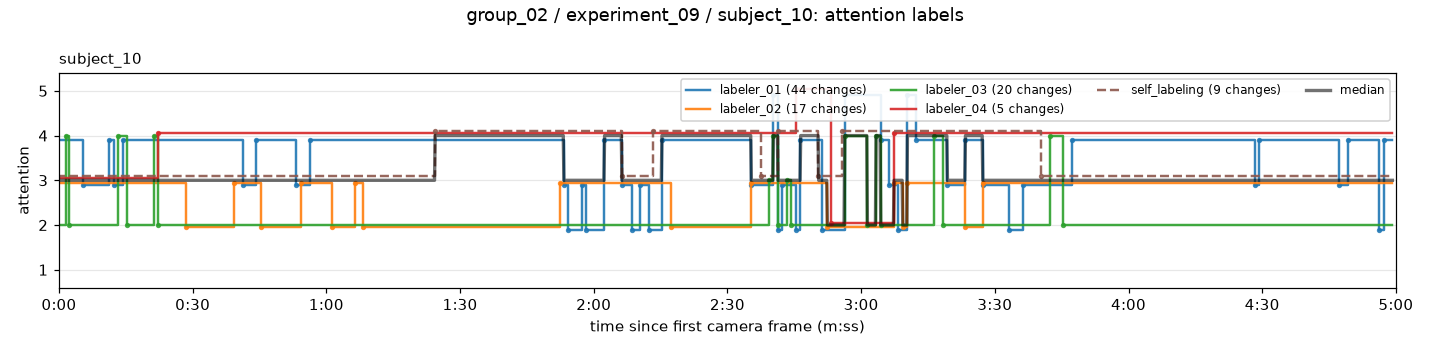 group_02 / experiment_09 / subject_10: attention labels
subject_10
labeler_01 (44 changes)
labeler_02 (17 changes)
labeler_03 (20 changes)
labeler_04 (5 changes)
self_labeling (9 changes)
median
attention
5
4
3
2
1
0:00 0:30 1:00 1:30 2:00 2:30 3:00 3:30 4:00 4:30 5:00
time since first camera frame (m:ss)